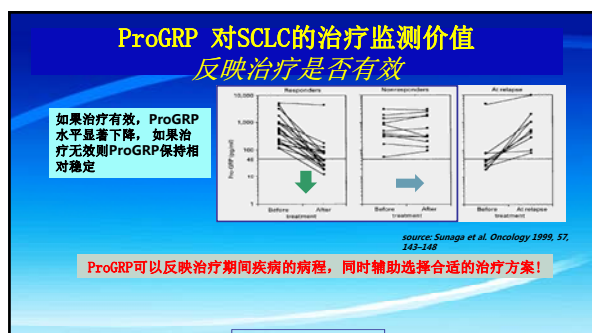 ProGRP 对SCLC的治疗监测价值
反映治疗是否有效
如果治疗有效，ProGRP
水平显著下降， 如果治
疗无效则ProGRP保持相
对稳定
Responders
Nonresponders
At relapse
10,000
1,000
100
46
10
1
Pro-GRP (pg/ml)
Before After
treatment
Before After
treatment
Before At relapse
treatment
source: Sunaga et al. Oncology 1999, 57,
143–148
ProGRP可以反映治疗期间疾病的病程，同时辅助选择合适的治疗方案!